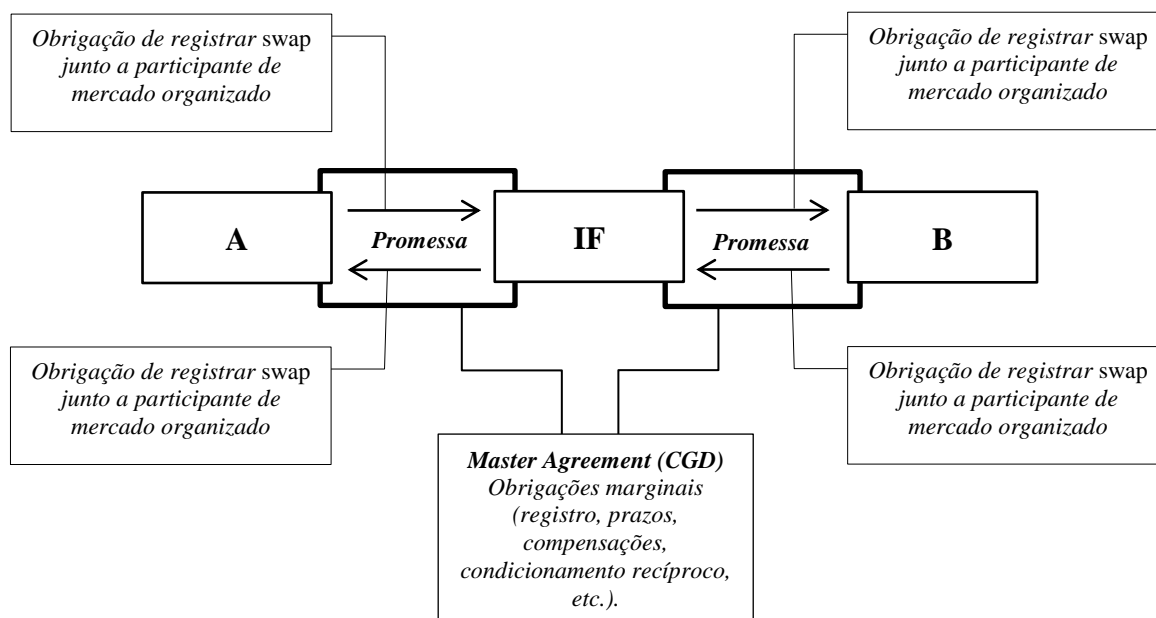 Obrigação de registrar swap
junto a participante de
mercado organizado
Obrigação de registrar swap
junto a participante de
mercado organizado
A
Promessa
IF
Promessa
B
Obrigação de registrar swap
junto a participante de
mercado organizado
Obrigação de registrar swap
junto a participante de
mercado organizado
Master Agreement (CGD)
Obrigações marginais
(registro, prazos,
compensações,
condicionamento recíproco,
etc.).